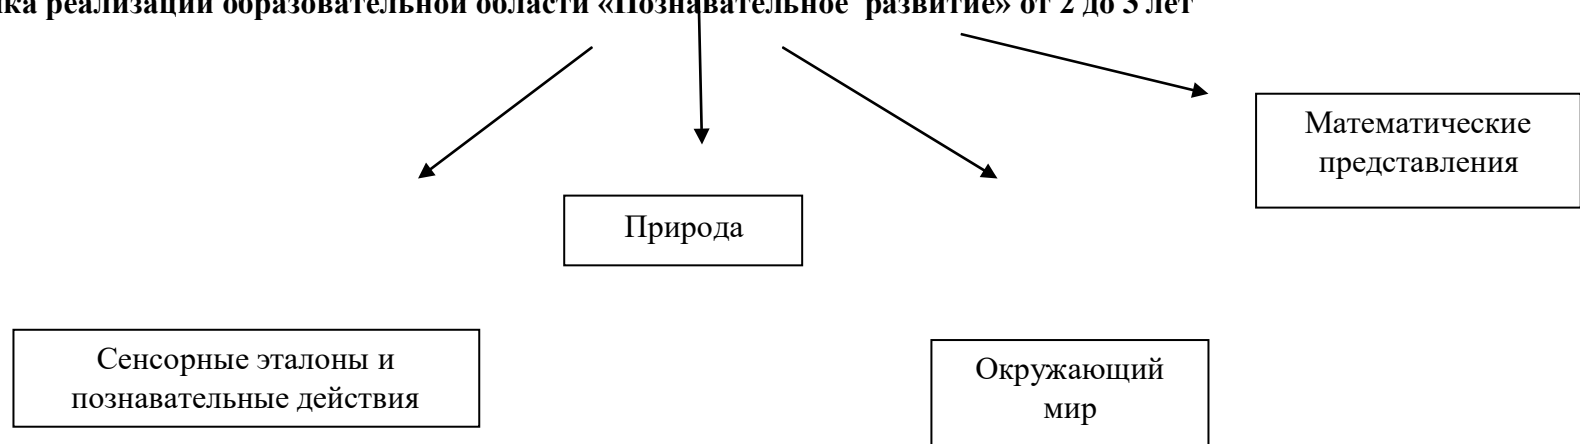 реализации образовательной области «Познавательное развитие» от 2 до 3 лет
Математические
представления
Природа
Сенсорные эталоны и
познавательные действия
Окружающий
мир